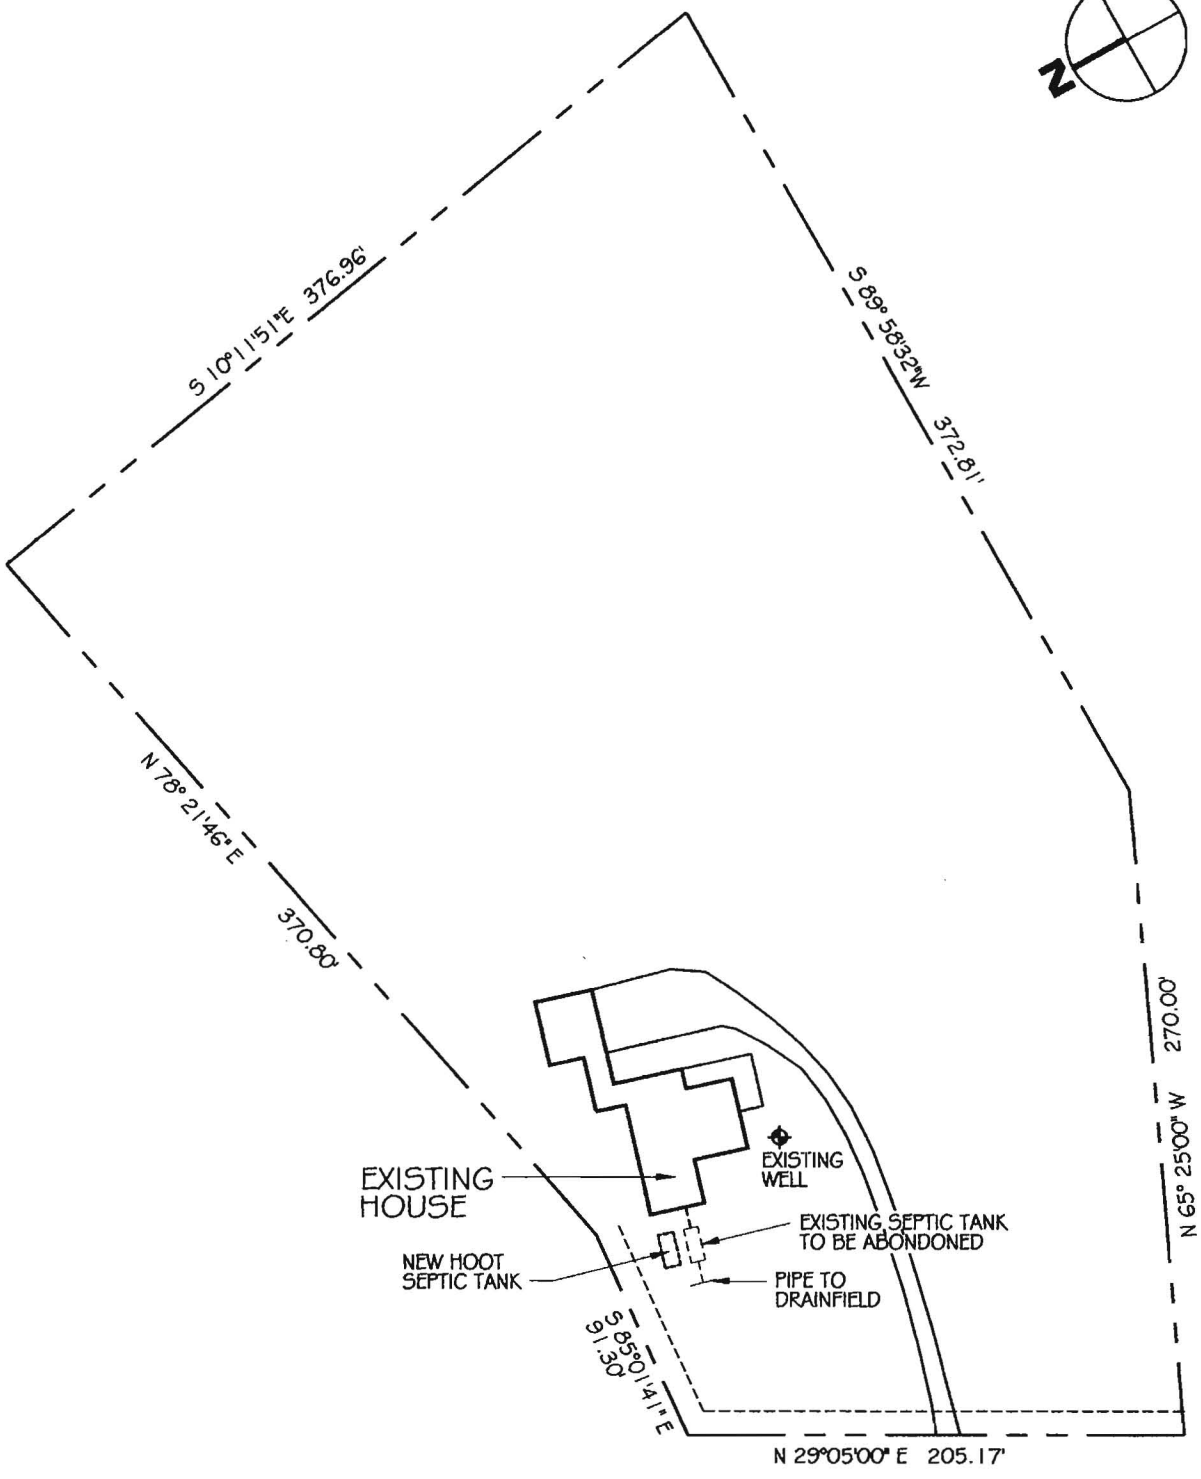 N
S 10°11'51"E 376.96'
S 89°58'32"W 372.81'
N 78°21'46" E 370.80'
N 65° 25'00" W 270.00'
EXISTING
HOUSE
EXISTING
WELL
EXISTING SEPTIC TANK
TO BE ABONDONED
NEW HOOT
SEPTIC TANK
PIPE TO
DRAINFIELD
S 85°01'41" E
91.30'
N 29°05'00" E 205.17'